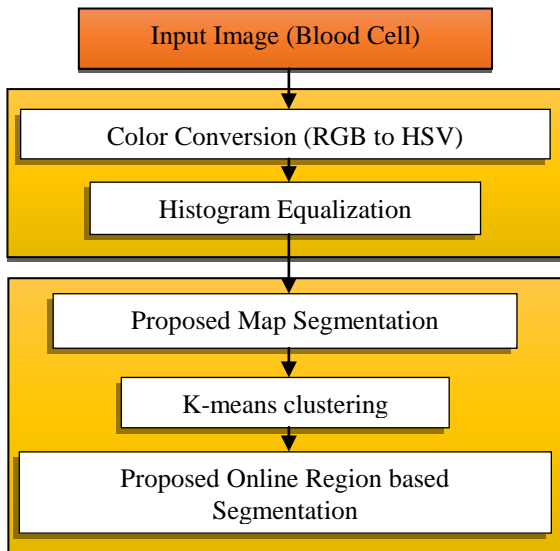 Input Image (Blood Cell)
Color Conversion (RGB to HSV)
Histogram Equalization
Proposed Map Segmentation
K-means clustering
Proposed Online Region based
Segmentation